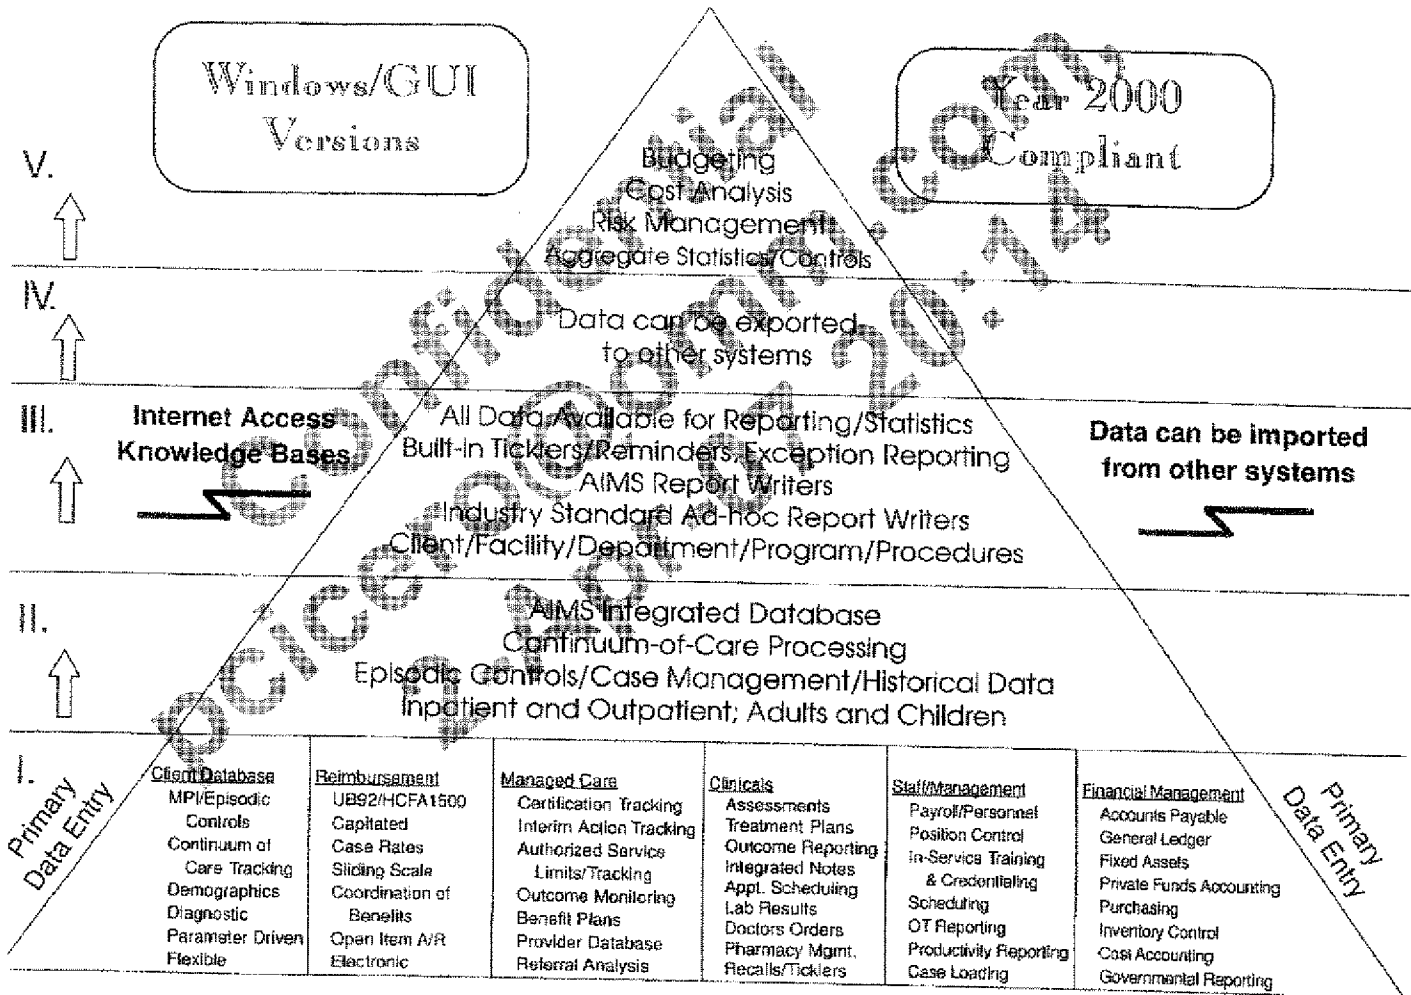 Windows/GUI
Versions
Year 2000
Compliant
V.
Budgeting
Cost Analysis
Risk Management
Aggregate Statistics/Controls
IV.
Data can be exported
to other systems
III.
Internet Access
Knowledge Bases
All Data Available for Reporting/Statistics
Built-in Ticklers/Reminders, Exception Reporting
AIMS Report Writers
Industry Standard Ad-hoc Report Writers
Client/Facility/Department/Program/Procedures
Data can be imported
from other systems
II.
AIMS Integrated Database
Continuum-of-Care Processing
Episodic Controls/Case Management/Historical Data
Inpatient and Outpatient; Adults and Children
I.
Primary
Data Entry
Client Database
MPI/Episodic
Controls
Continuum of
Care Tracking
Demographics
Diagnostic
Parameter Driven
Flexible
Reimbursement
UB92/HCFA1500
Capitated
Case Rates
Sliding Scale
Coordination of
Benefits
Open Item A/R
Electronic
Managed Care
Certification Tracking
Interim Action Tracking
Authorized Service
Limits/Tracking
Outcome Monitoring
Benefit Plans
Provider Database
Referral Analysis
Clinicals
Assessments
Treatment Plans
Outcome Reporting
Integrated Notes
Appt. Scheduling
Lab Results
Doctors Orders
Pharmacy Mgmt.
Recalls/Ticklers
Staff/Management
Payroll/Personnel
Position Control
In-Service Training
& Credentialing
Scheduling
OT Reporting
Productivity Reporting
Case Loading
Financial Management
Accounts Payable
General Ledger
Fixed Assets
Private Funds Accounting
Purchasing
Inventory Control
Cost Accounting
Governmental Reporting
Primary
Data Entry
Confidential
pcicero@omnt.com
2-Apr-07 20:14